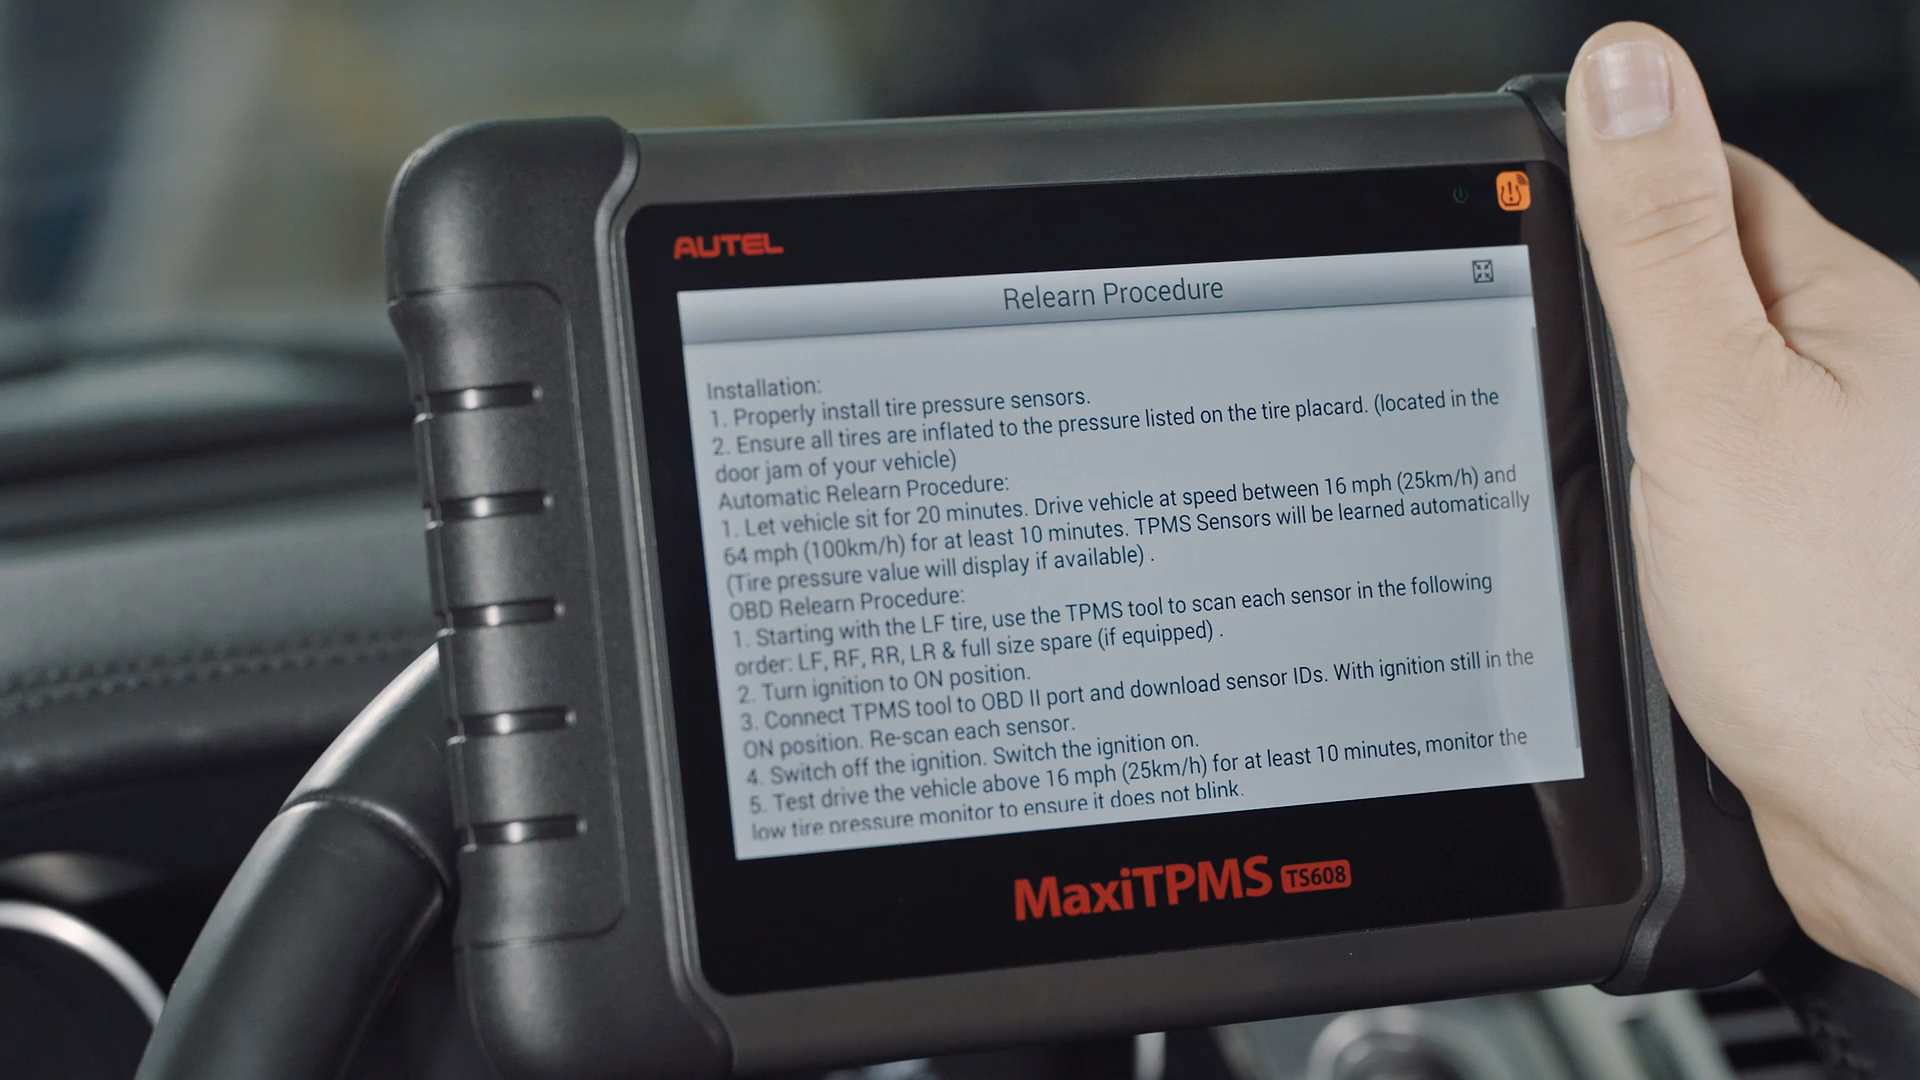 AUTEL
Relearn Procedure
Installation:
1. Properly install tire pressure sensors.
2. Ensure all tires are inflated to the pressure listed on the tire placard. (located in the
door jam of your vehicle)
Automatic Relearn Procedure:
1. Let vehicle sit for 20 minutes. Drive vehicle at speed between 16 mph (25km/h) and
64 mph (100km/h) for at least 10 minutes. TPMS Sensors will be learned automatically
(Tire pressure value will display if available) .
OBD Relearn Procedure:
1. Starting with the LF tire, use the TPMS tool to scan each sensor in the following
order: LF, RF, RR, LR & full size spare (if equipped) .
2. Turn ignition to ON position.
3. Connect TPMS tool to OBD II port and download sensor IDs. With ignition still in the
ON position. Re-scan each sensor.
4. Switch off the ignition. Switch the ignition on.
5. Test drive the vehicle above 16 mph (25km/h) for at least 10 minutes, monitor the
low tire pressure monitor to ensure it does not blink.
MaxiTPMS TS608